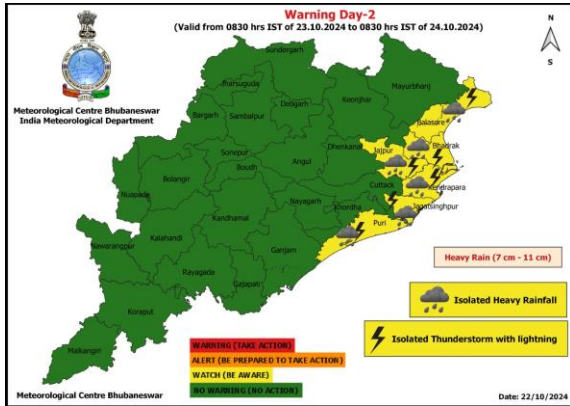 Warning Day-2
(Valid from 0830 hrs IST of 23.10.2024 to 0830 hrs IST of 24.10.2024)
N
S
Meteorological Centre Bhubaneswar
India Meteorological Department
Sundergarh
Jharsuguda
Mayurbhanj
Keonjhar
Bargarh
Sambalpur
Debgarh
Balasore
Bhadrak
Jajpur
Dhenkanal
Sonepur
Angul
Boudh
Bolangir
Kendrapara
Cuttack
Nuapada
Nayagarh
Jagatsinghpur
Khordha
Kandhamal
Puri
Kalahandi
Nawarangpur
Ganjam
Rayagada
Gajapati
Koraput
Malkangiri
Heavy Rain (7 cm - 11 cm)
Isolated Heavy Rainfall
Isolated Thunderstorm with lightning
WARNING (TAKE ACTION)
ALERT (BE PREPARED TO TAKE ACTION)
WATCH (BE AWARE)
NO WARNING (NO ACTION)
Meteorological Centre Bhubaneswar
Date: 22/10/2024